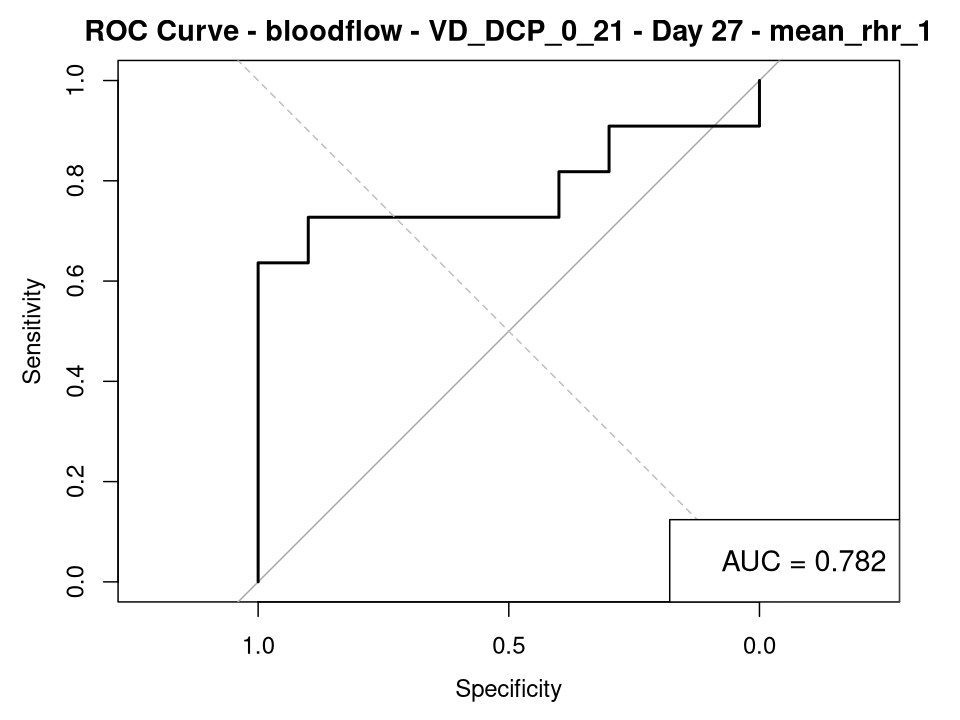 ROC Curve - bloodflow - VD_DCP_0_21 - Day 27 - mean_rhr_1
Sensitivity
1.0
0.8
0.6
0.4
0.2
0.0
AUC = 0.782
1.0 0.5 0.0
Specificity